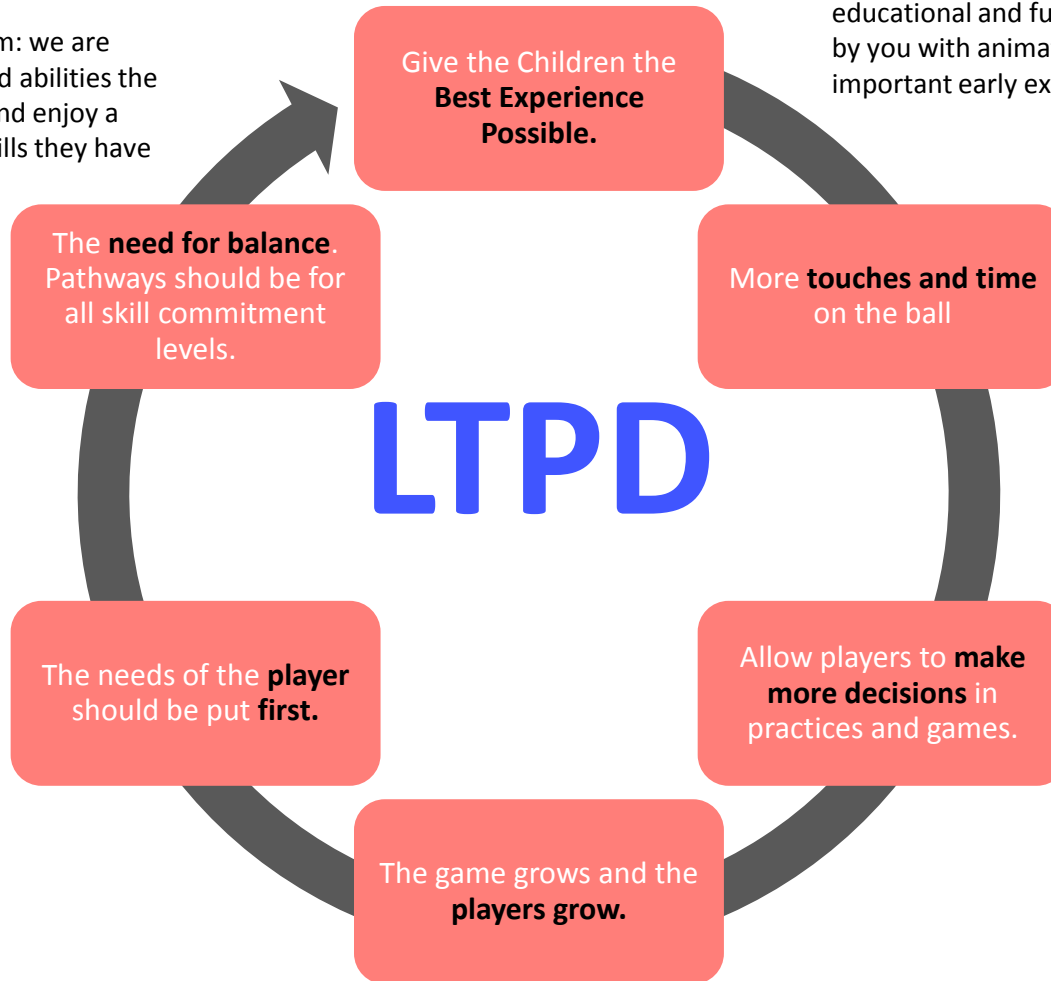 m: we are
d abilities the
nd enjoy a
ills they have
educational and fu
by you with anima
important early ex
Give the Children the
Best Experience
Possible.
More touches and time
on the ball
Allow players to make
more decisions in
practices and games.
The game grows and the
players grow.
The needs of the player
should be put first.
The need for balance.
Pathways should be for
all skill commitment
levels.
LTPD